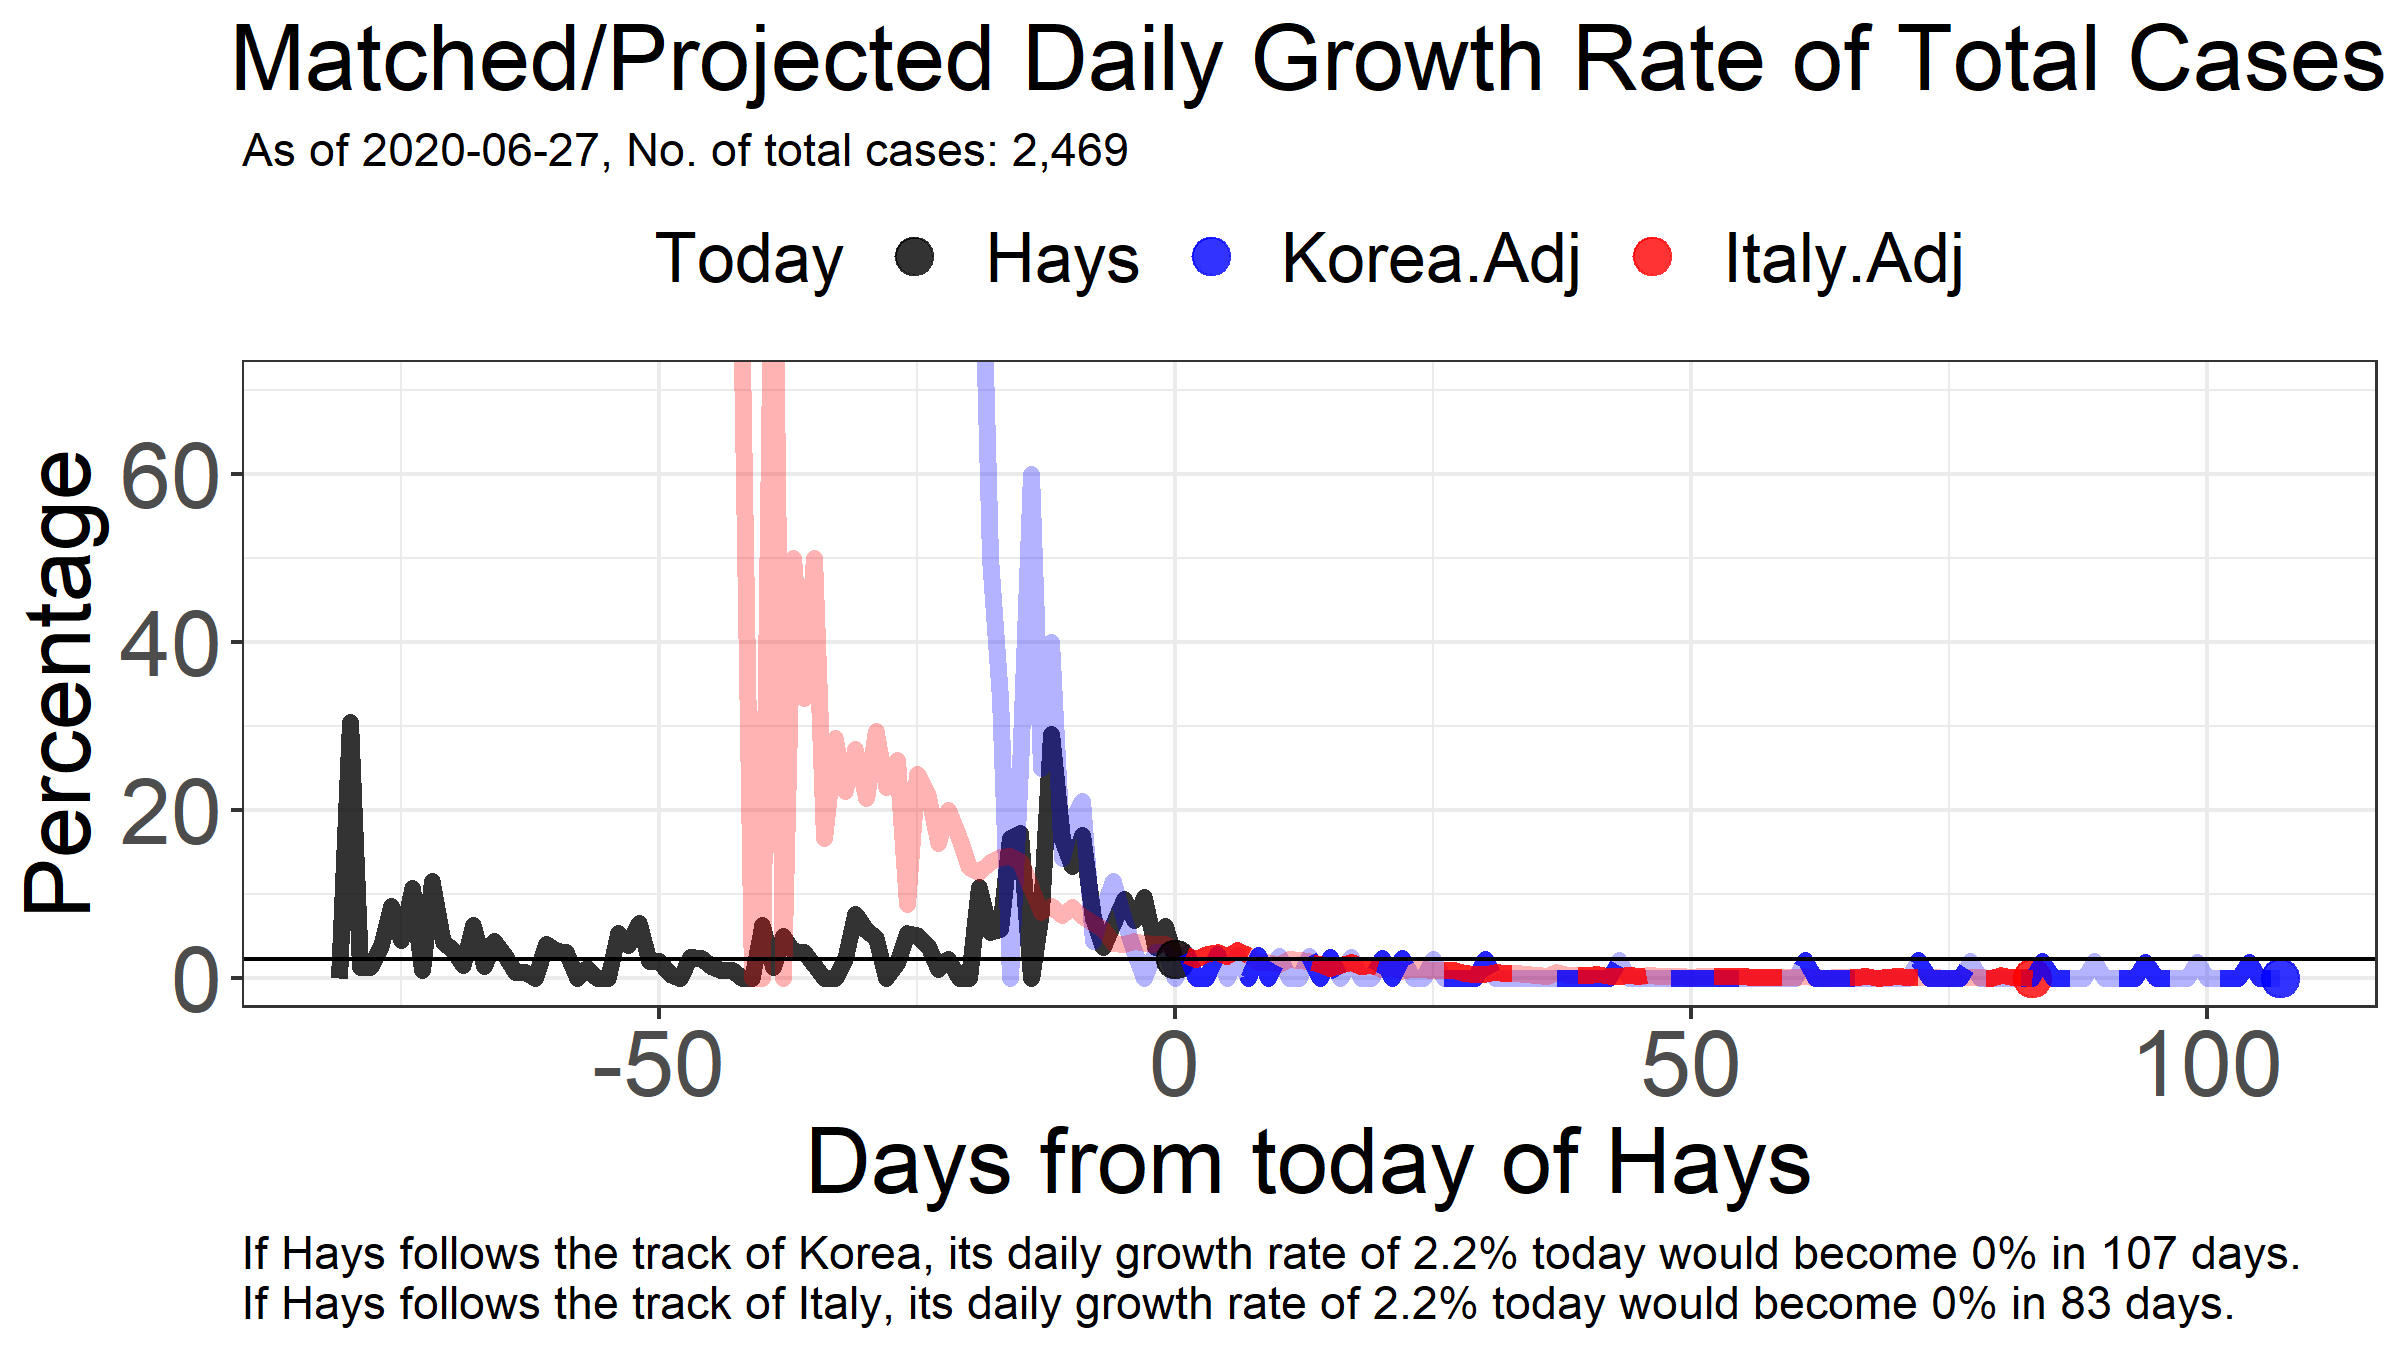 Matched/Projected Daily Growth Rate of Total Cases
As of 2020-06-27, No. of total cases: 2,469
Today Hays Korea.Adj Italy.Adj
Percentage
60
40
20
0
-50 0 50 100
Days from today of Hays
If Hays follows the track of Korea, its daily growth rate of 2.2% today would become 0% in 107 days.
If Hays follows the track of Italy, its daily growth rate of 2.2% today would become 0% in 83 days.